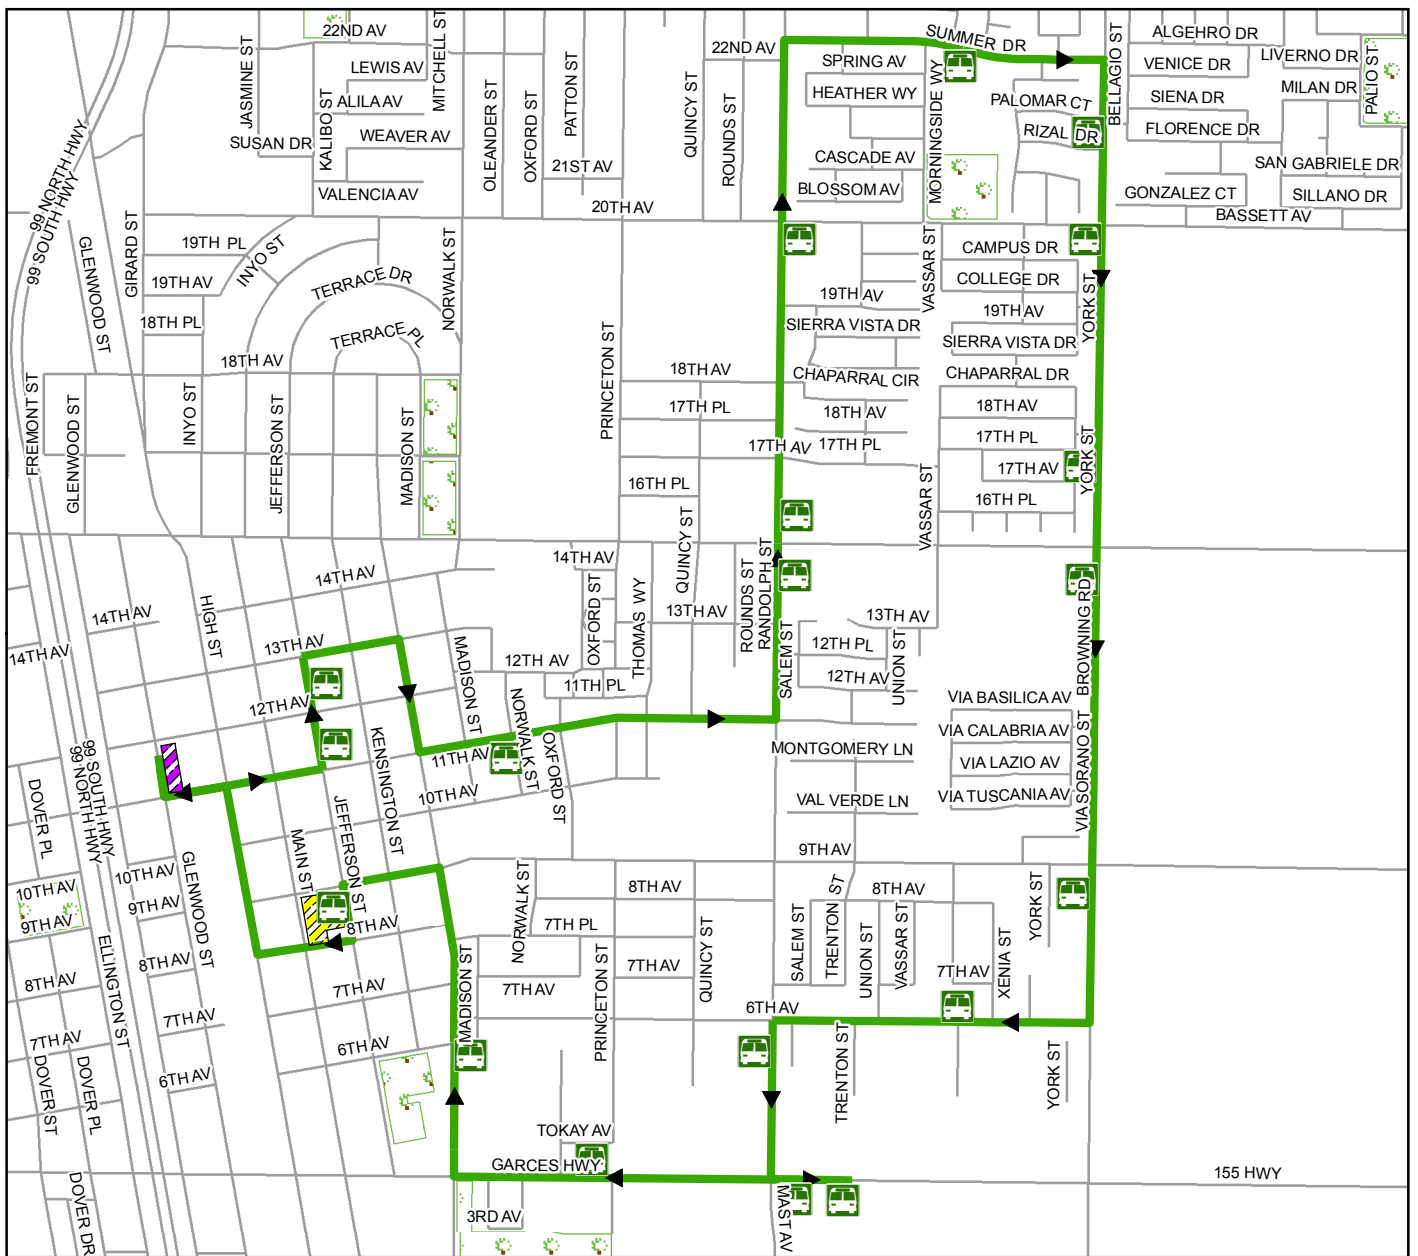 22ND AV
MITCHELL ST
JASMINE ST
LEWIS AV
ALILA AV
KALIBO ST
WEAVER AV
SUSAN DR
VALENCIA AV
OLEANDER ST
OXFORD ST
PATTON ST
21ST AV
20TH AV
QUINCY ST
ROUNDS ST
22ND AV
SUMMER DR
SPRING AV
HEATHER WY
CASCADE AV
BLOSSOM AV
MORNINGSIDE WY
PALOMAR CT
RIZAL DR
BELLAGIO ST
ALGEHRO DR
VENICE DR
SIENA DR
FLORENCE DR
LIVERNO DR
MILAN DR
PALIO ST
SAN GABRIELE DR
SILLANO DR
GONZALEZ CT
BASSETT AV
99 NORTH HWY
99 SOUTH HWY
GLENWOOD ST
GIRARD ST
19TH PL
INYO ST
19TH AV
18TH PL
18TH AV
TERRACE DR
TERRACE PL
NORWALK ST
FREMONT ST
GLENWOOD ST
INYO ST
JEFFERSON ST
MADISON ST
PRINCETON ST
18TH AV
17TH PL
17TH AV
16TH PL
QUINCY ST
VASSAR ST
CAMPUS DR
COLLEGE DR
19TH AV
19TH AV
SIERRA VISTA DR
SIERRA VISTA DR
CHAPARRAL CIR
CHAPARRAL DR
18TH AV
18TH AV
17TH PL
17TH PL
17TH AV
16TH PL
YORK ST
YORK ST
VASSAR ST
14TH AV
14TH AV
14TH AV
14TH AV
HIGH ST
13TH AV
12TH AV
MADISON ST
12TH AV
11TH PL
OXFORD ST
THOMAS WY
13TH AV
ROUNDS ST
RANDOLPH ST
SALEM ST
13TH AV
12TH PL
12TH AV
UNION ST
BROWNING RD
VIA BASILICA AV
VIA CALABRIA AV
VIA LAZIO AV
VIA TUSCANIA AV
VIA SORANO ST
MONTGOMERY LN
VAL VERDE LN
9TH AV
NORWALK ST
OXFORD ST
11TH AV
10TH AV
KENSINGTON ST
JEFFERSON ST
MAIN ST
8TH AV
99 SOUTH HWY
99 NORTH HWY
DOVER PL
10TH AV
9TH AV
10TH AV
9TH AV
8TH AV
8TH AV
GLENWOOD ST
ELLINGTON ST
7TH AV
7TH AV
6TH AV
DOVER ST
DOVER PL
DOVER DR
7TH AV
6TH AV
MADISON ST
NORWALK ST
8TH AV
7TH PL
7TH AV
7TH AV
PRINCETON ST
QUINCY ST
6TH AV
SALEM ST
TRENTON ST
UNION ST
VASSAR ST
8TH AV
7TH AV
XENIA ST
YORK ST
TRENTON ST
YORK ST
TOKAY AV
GARCES HWY
3RD AV
MAST AV
155 HWY